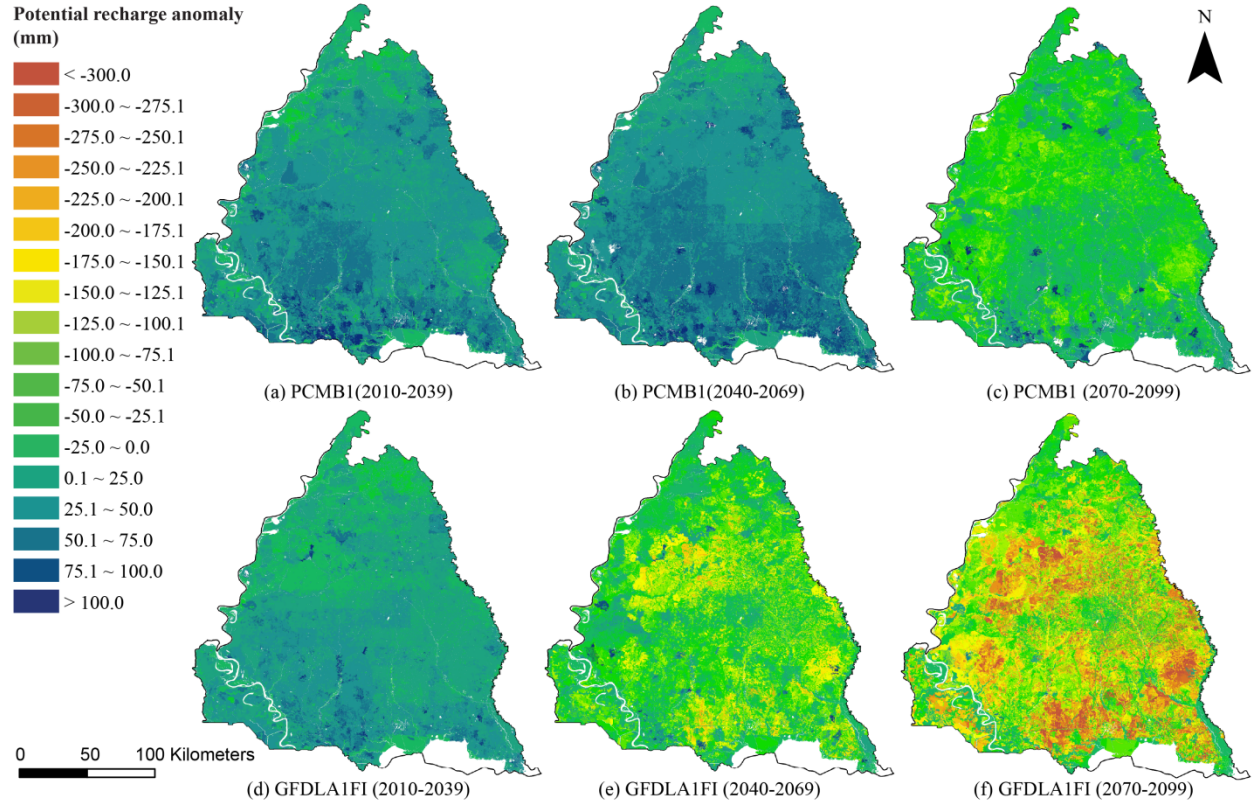 Potential recharge anomaly
(mm)
< -300.0
-300.0 ~ -275.1
-275.0 ~ -250.1
-250.0 ~ -225.1
-225.0 ~ -200.1
-200.0 ~ -175.1
-175.0 ~ -150.1
-150.0 ~ -125.1
-125.0 ~ -100.1
-100.0 ~ -75.1
-75.0 ~ -50.1
-50.0 ~ -25.1
-25.0 ~ 0.0
0.1 ~ 25.0
25.1 ~ 50.0
50.1 ~ 75.0
75.1 ~ 100.0
> 100.0
N
(a) PCMB1(2010-2039)
(b) PCMB1(2040-2069)
(c) PCMB1 (2070-2099)
0 50 100 Kilometers
(d) GFDLA1FI (2010-2039)
(e) GFDLA1FI (2040-2069)
(f) GFDLA1FI (2070-2099)